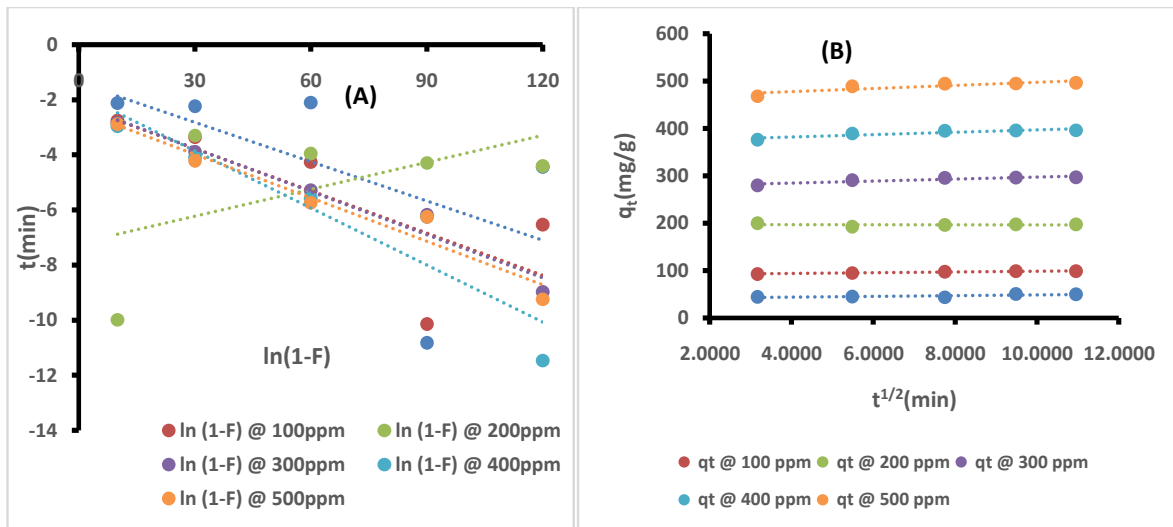 0
-2
-4
-6
-8
-10
-12
-14
0 30 60 90 120
(A)
t(min)
ln(1-F)
ln (1-F) @ 100ppm ln (1-F) @ 200ppm
ln (1-F) @ 300ppm ln (1-F) @ 400ppm
ln (1-F) @ 500ppm
600
500
400
300
200
100
0
2.0000 4.0000 6.0000 8.0000 10.0000 12.0000
(B)
qt(mg/g)
t1/2(min)
qt @ 100 ppm qt @ 200 ppm qt @ 300 ppm
qt @ 400 ppm qt @ 500 ppm